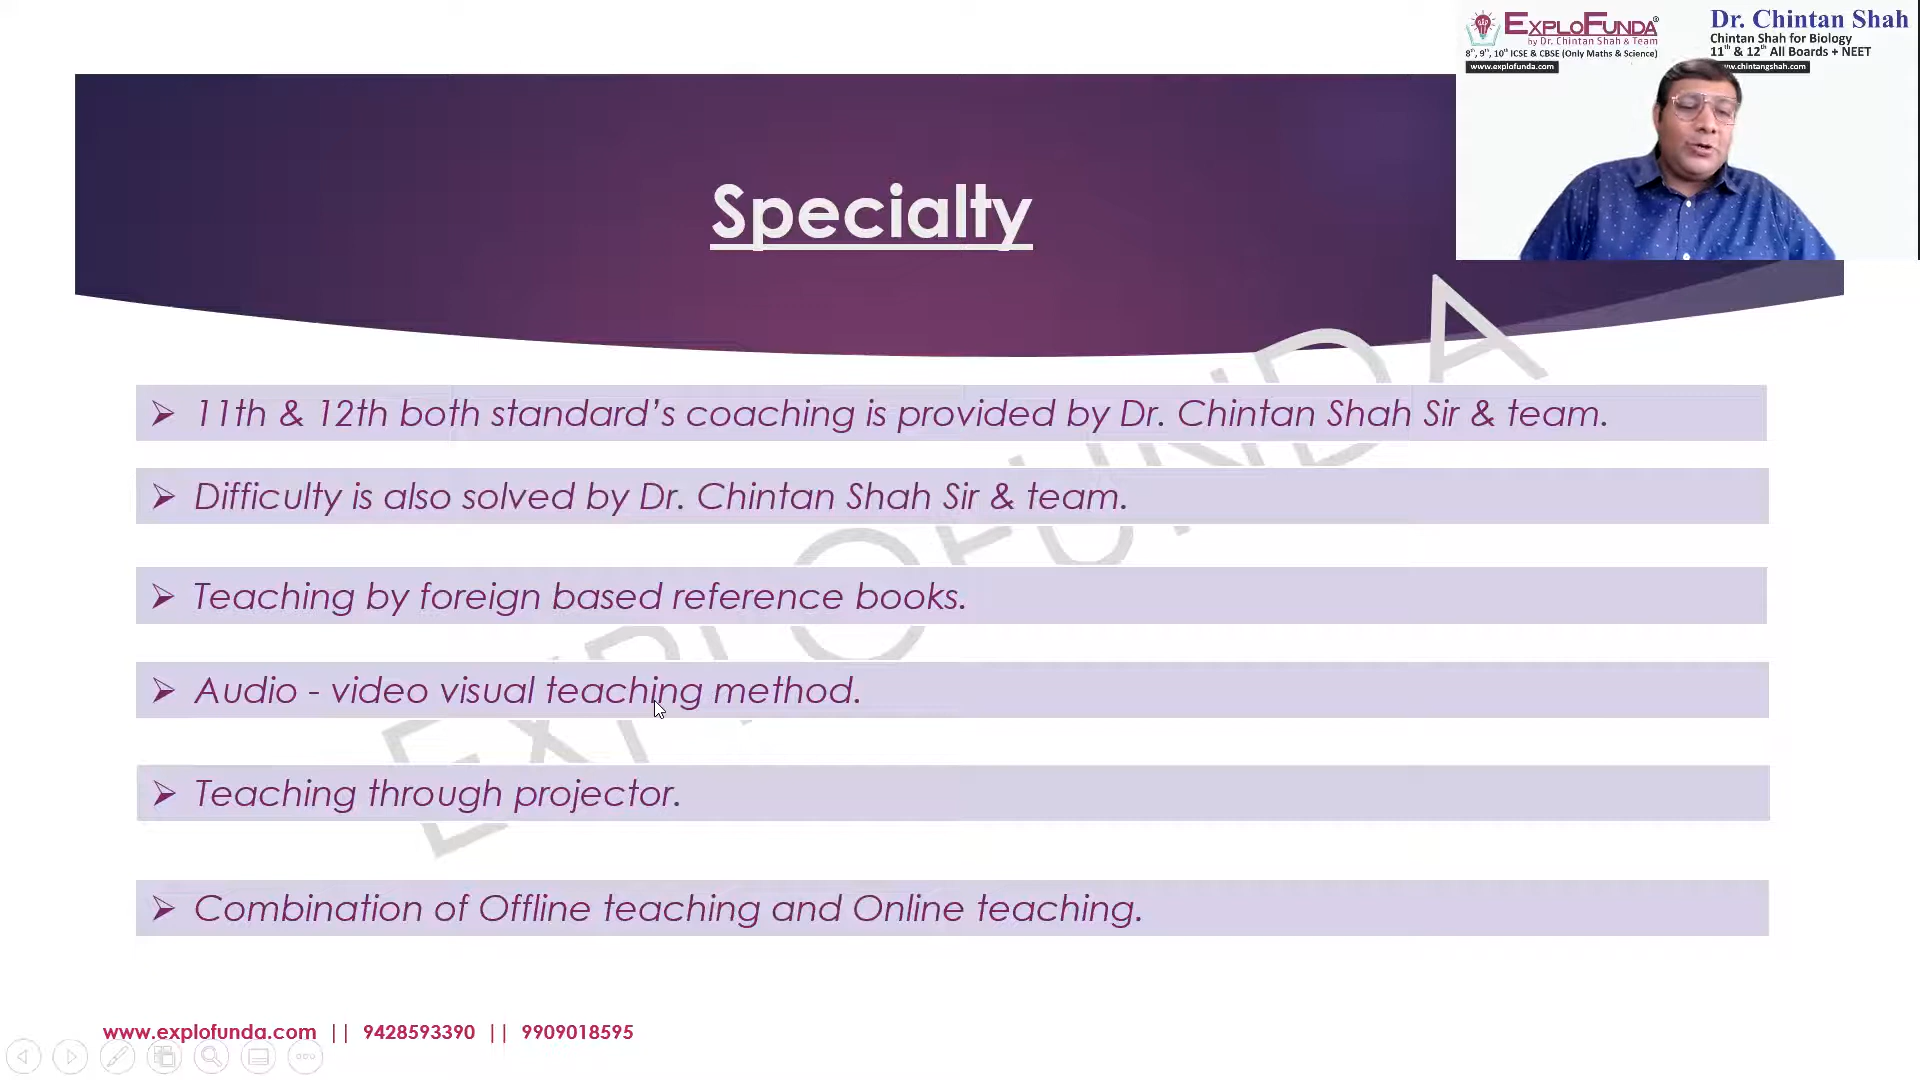 EXPLOFUNDA®
by Dr. Chintan Shah & Team
8th, 9th, 10th ICSE & CBSE (Only Maths & Science)
www.explofunda.com
Dr. Chintan Shah
Chintan Shah for Biology
11th & 12th All Boards + NEET
www.chintangshah.com
Specialty
➢ 11th & 12th both standard’s coaching is provided by Dr. Chintan Shah Sir & team.
➢ Difficulty is also solved by Dr. Chintan Shah Sir & team.
➢ Teaching by foreign based reference books.
➢ Audio - video visual teaching method.
➢ Teaching through projector.
➢ Combination of Offline teaching and Online teaching.
EXPLOFUNDA
www.explofunda.com || 9428593390 || 9909018595